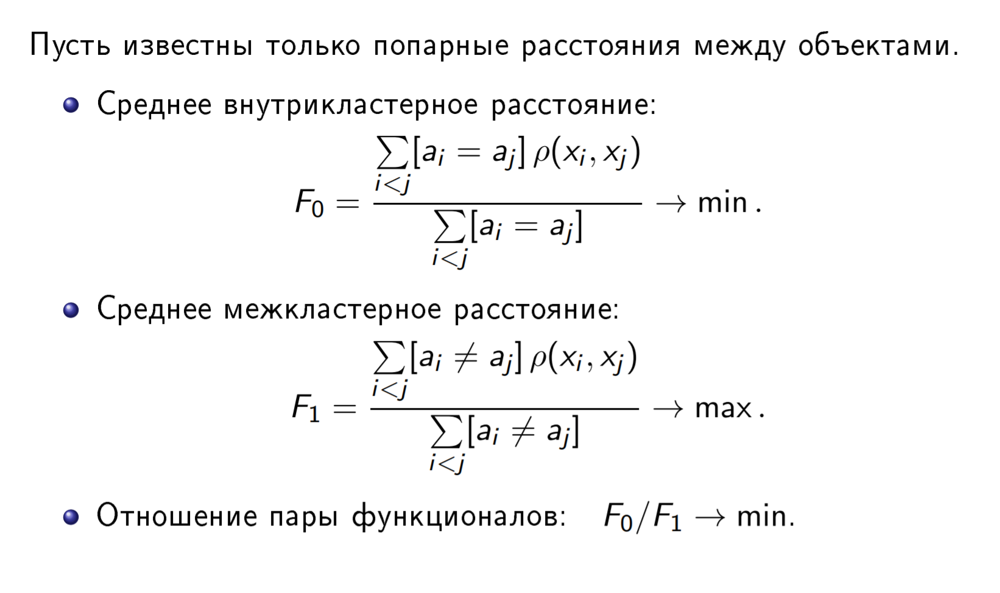 Пусть известны только попарные расстояния между объектами.
Среднее внутрикластерное расстояние:
$F_0 = \dfrac{\sum\limits_{i<j} [a_i = a_j]\, \rho(x_i, x_j)}{\sum\limits_{i<j} [a_i = a_j]} \to \min.$
Среднее межкластерное расстояние:
$F_1 = \dfrac{\sum\limits_{i<j} [a_i \neq a_j]\, \rho(x_i, x_j)}{\sum\limits_{i<j} [a_i \neq a_j]} \to \max.$
Отношение пары функционалов: $F_0/F_1 \to \min.$